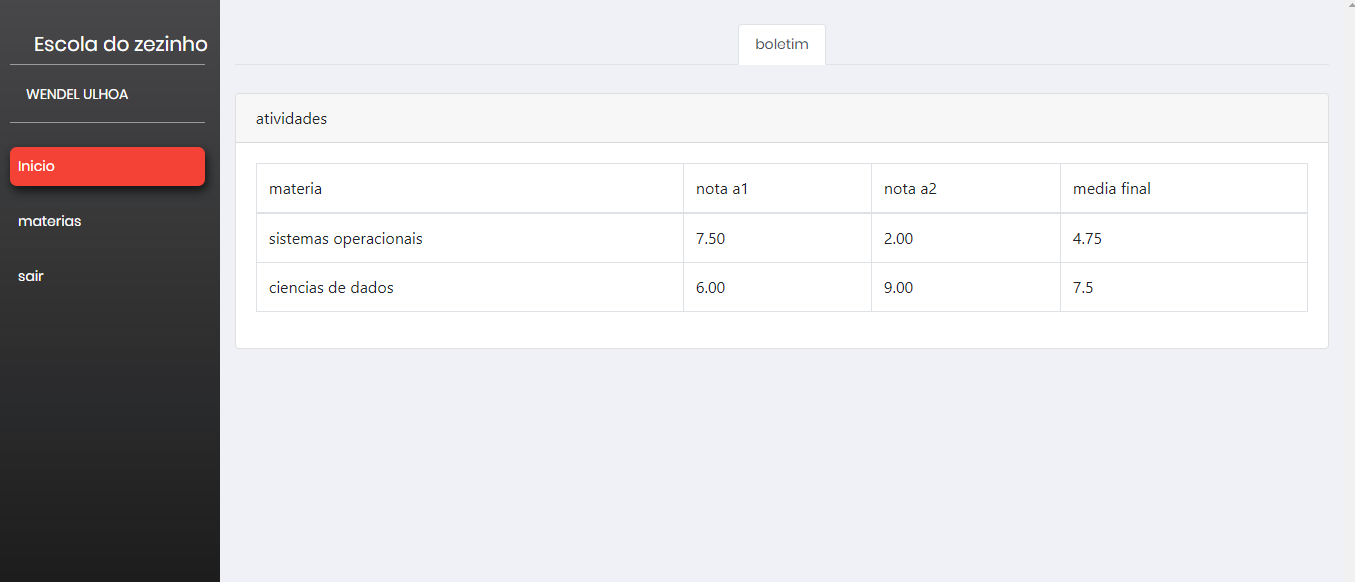 Escola do zezinho
WENDEL ULHOA
Inicio
materias
sair
boletim
atividades
materia nota a1 nota a2 media final
sistemas operacionais 7.50 2.00 4.75
ciencias de dados 6.00 9.00 7.5